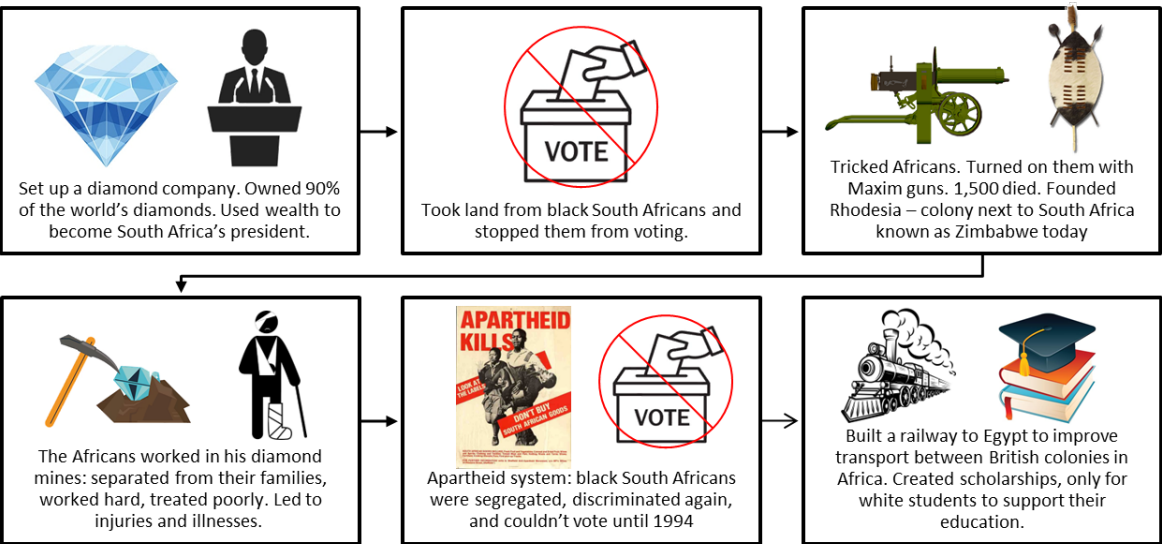 Set up a diamond company. Owned 90%
of the world's diamonds. Used wealth to
become South Africa's president.
VOTE
Took land from black South Africans and
stopped them from voting.
Tricked Africans. Turned on them with
Maxim guns. 1,500 died. Founded
Rhodesia – colony next to South Africa
known as Zimbabwe today
The Africans worked in his diamond
mines: separated from their families,
worked hard, treated poorly. Led to
injuries and illnesses.
APARTHEID
KILLS
LOOK AT
THE LABELS
DON'T BUY
SOUTH AFRICAN GOODS
VOTE
Apartheid system: black South Africans
were segregated, discriminated again,
and couldn't vote until 1994
Built a railway to Egypt to improve
transport between British colonies in
Africa. Created scholarships, only for
white students to support their
education.